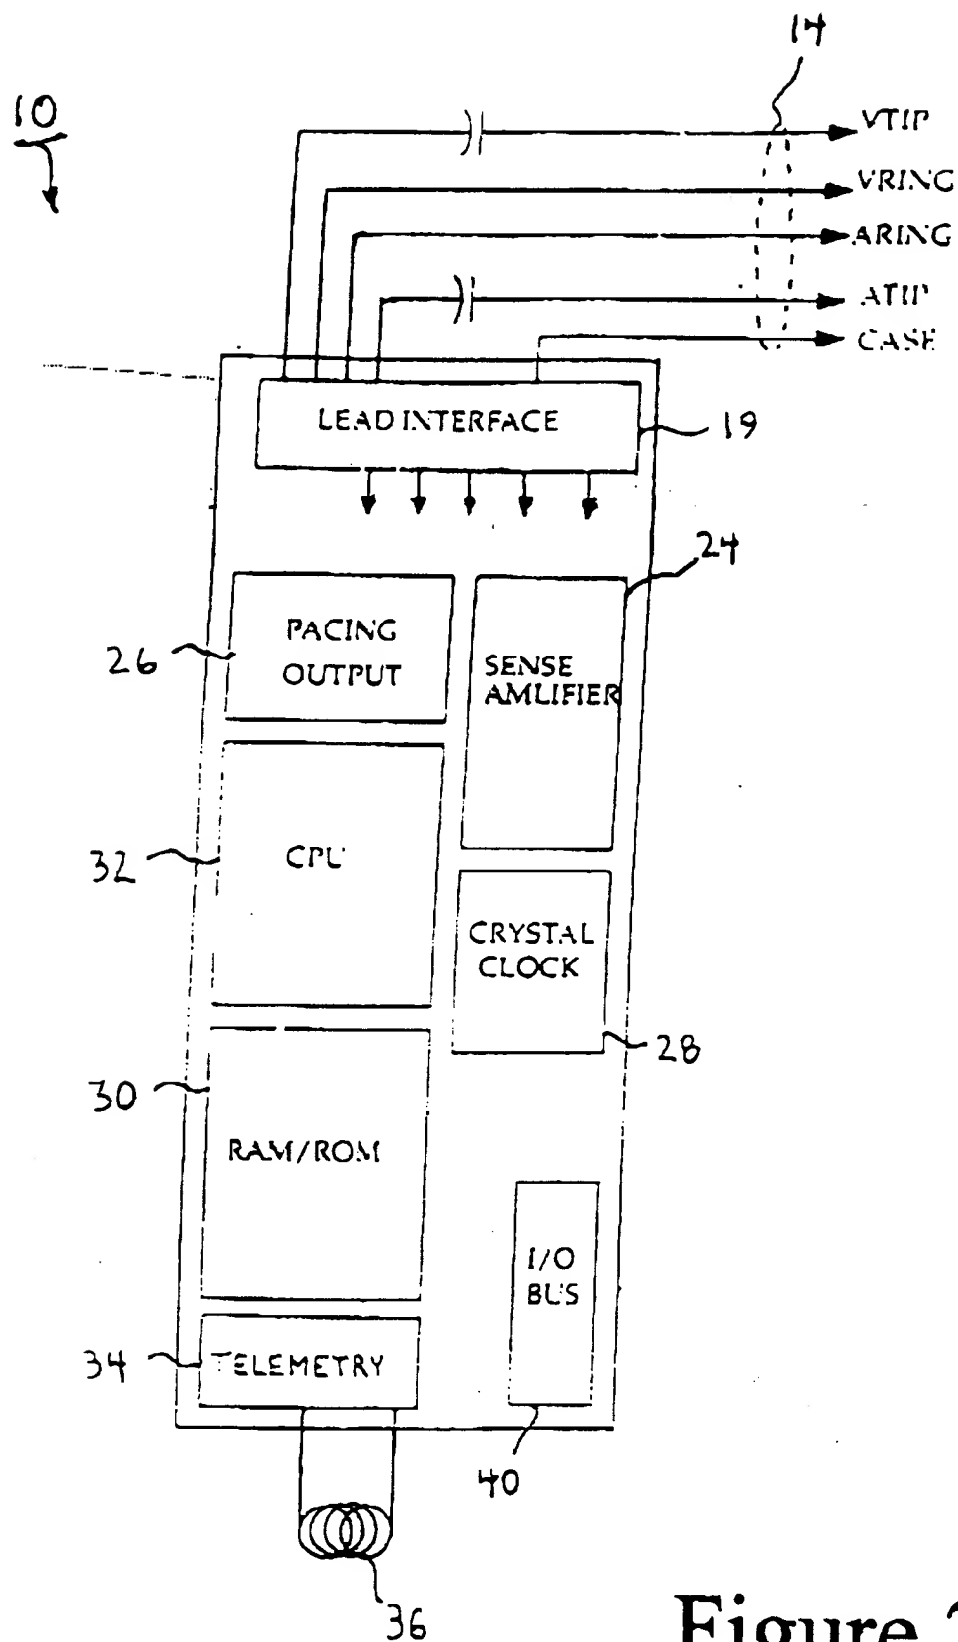 14
10
VTIP
VRING
ARING
ATIP
CASE
LEAD INTERFACE
19
24
PACING
OUTPUT
26
SENSE
AMLIFIER
CPU
32
CRYSTAL
CLOCK
28
30
RAM/ROM
I/O
BUS
34
TELEMETRY
40
36
Figure